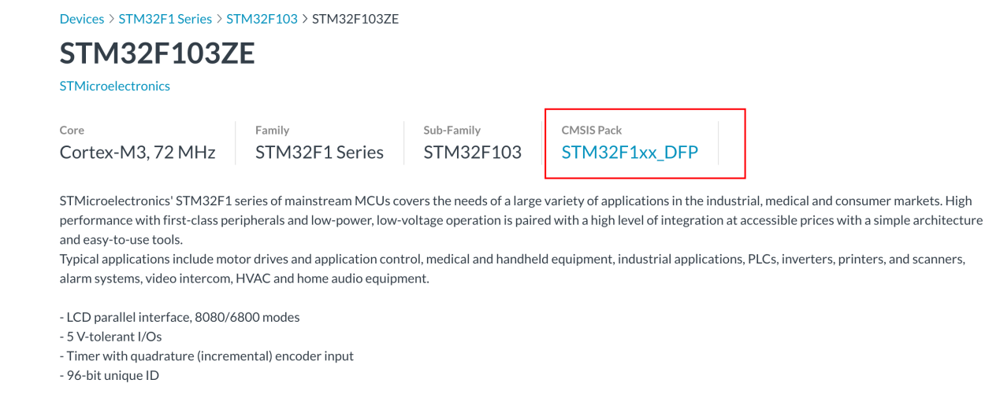 Devices > STM32F1 Series > STM32F103 > STM32F103ZE
STM32F103ZE
STMicroelectronics
Core
Cortex-M3, 72 MHz
Family
STM32F1 Series
Sub-Family
STM32F103
CMSIS Pack
STM32F1xx_DFP
STMicroelectronics' STM32F1 series of mainstream MCUs covers the needs of a large variety of applications in the industrial, medical and consumer markets. High
performance with first-class peripherals and low-power, low-voltage operation is paired with a high level of integration at accessible prices with a simple architecture
and easy-to-use tools.
Typical applications include motor drives and application control, medical and handheld equipment, industrial applications, PLCs, inverters, printers, and scanners,
alarm systems, video intercom, HVAC and home audio equipment.
- LCD parallel interface, 8080/6800 modes
- 5 V-tolerant I/Os
- Timer with quadrature (incremental) encoder input
- 96-bit unique ID